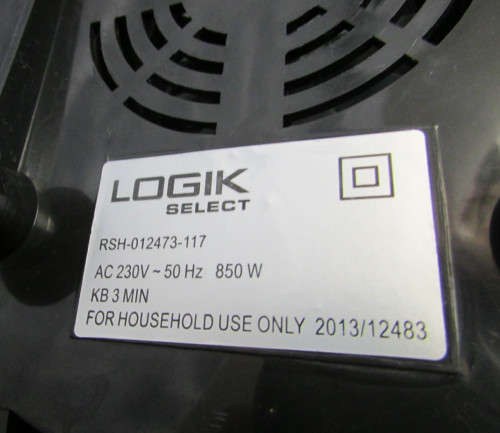 LOGIK
SELECT
RSH-012473-117
AC 230V ~ 50 Hz 850 W
KB 3 MIN
FOR HOUSEHOLD USE ONLY 2013/12483